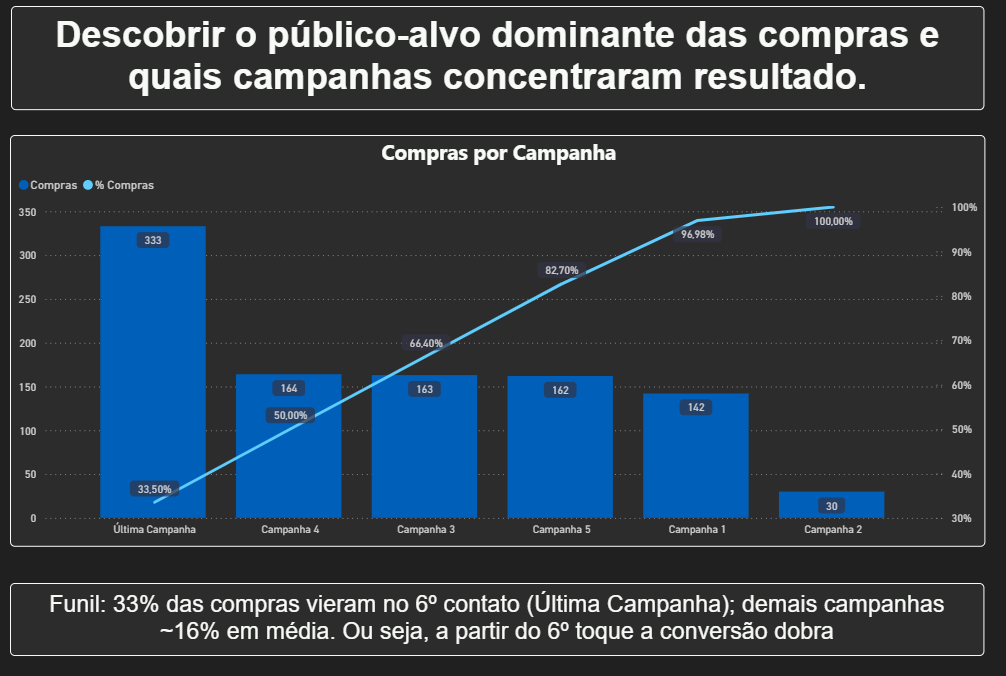 Descobrir o público-alvo dominante das compras e
quais campanhas concentraram resultado.
Compras por Campanha
Compras % Compras
350
300
250
200
150
100
50
0
100%
90%
80%
70%
60%
50%
40%
30%
333
164
163
162
142
30
33,50%
50,00%
66,40%
82,70%
96,98%
100,00%
Última Campanha
Campanha 4
Campanha 3
Campanha 5
Campanha 1
Campanha 2
Funil: 33% das compras vieram no 6º contato (Última Campanha); demais campanhas
~16% em média. Ou seja, a partir do 6º toque a conversão dobra